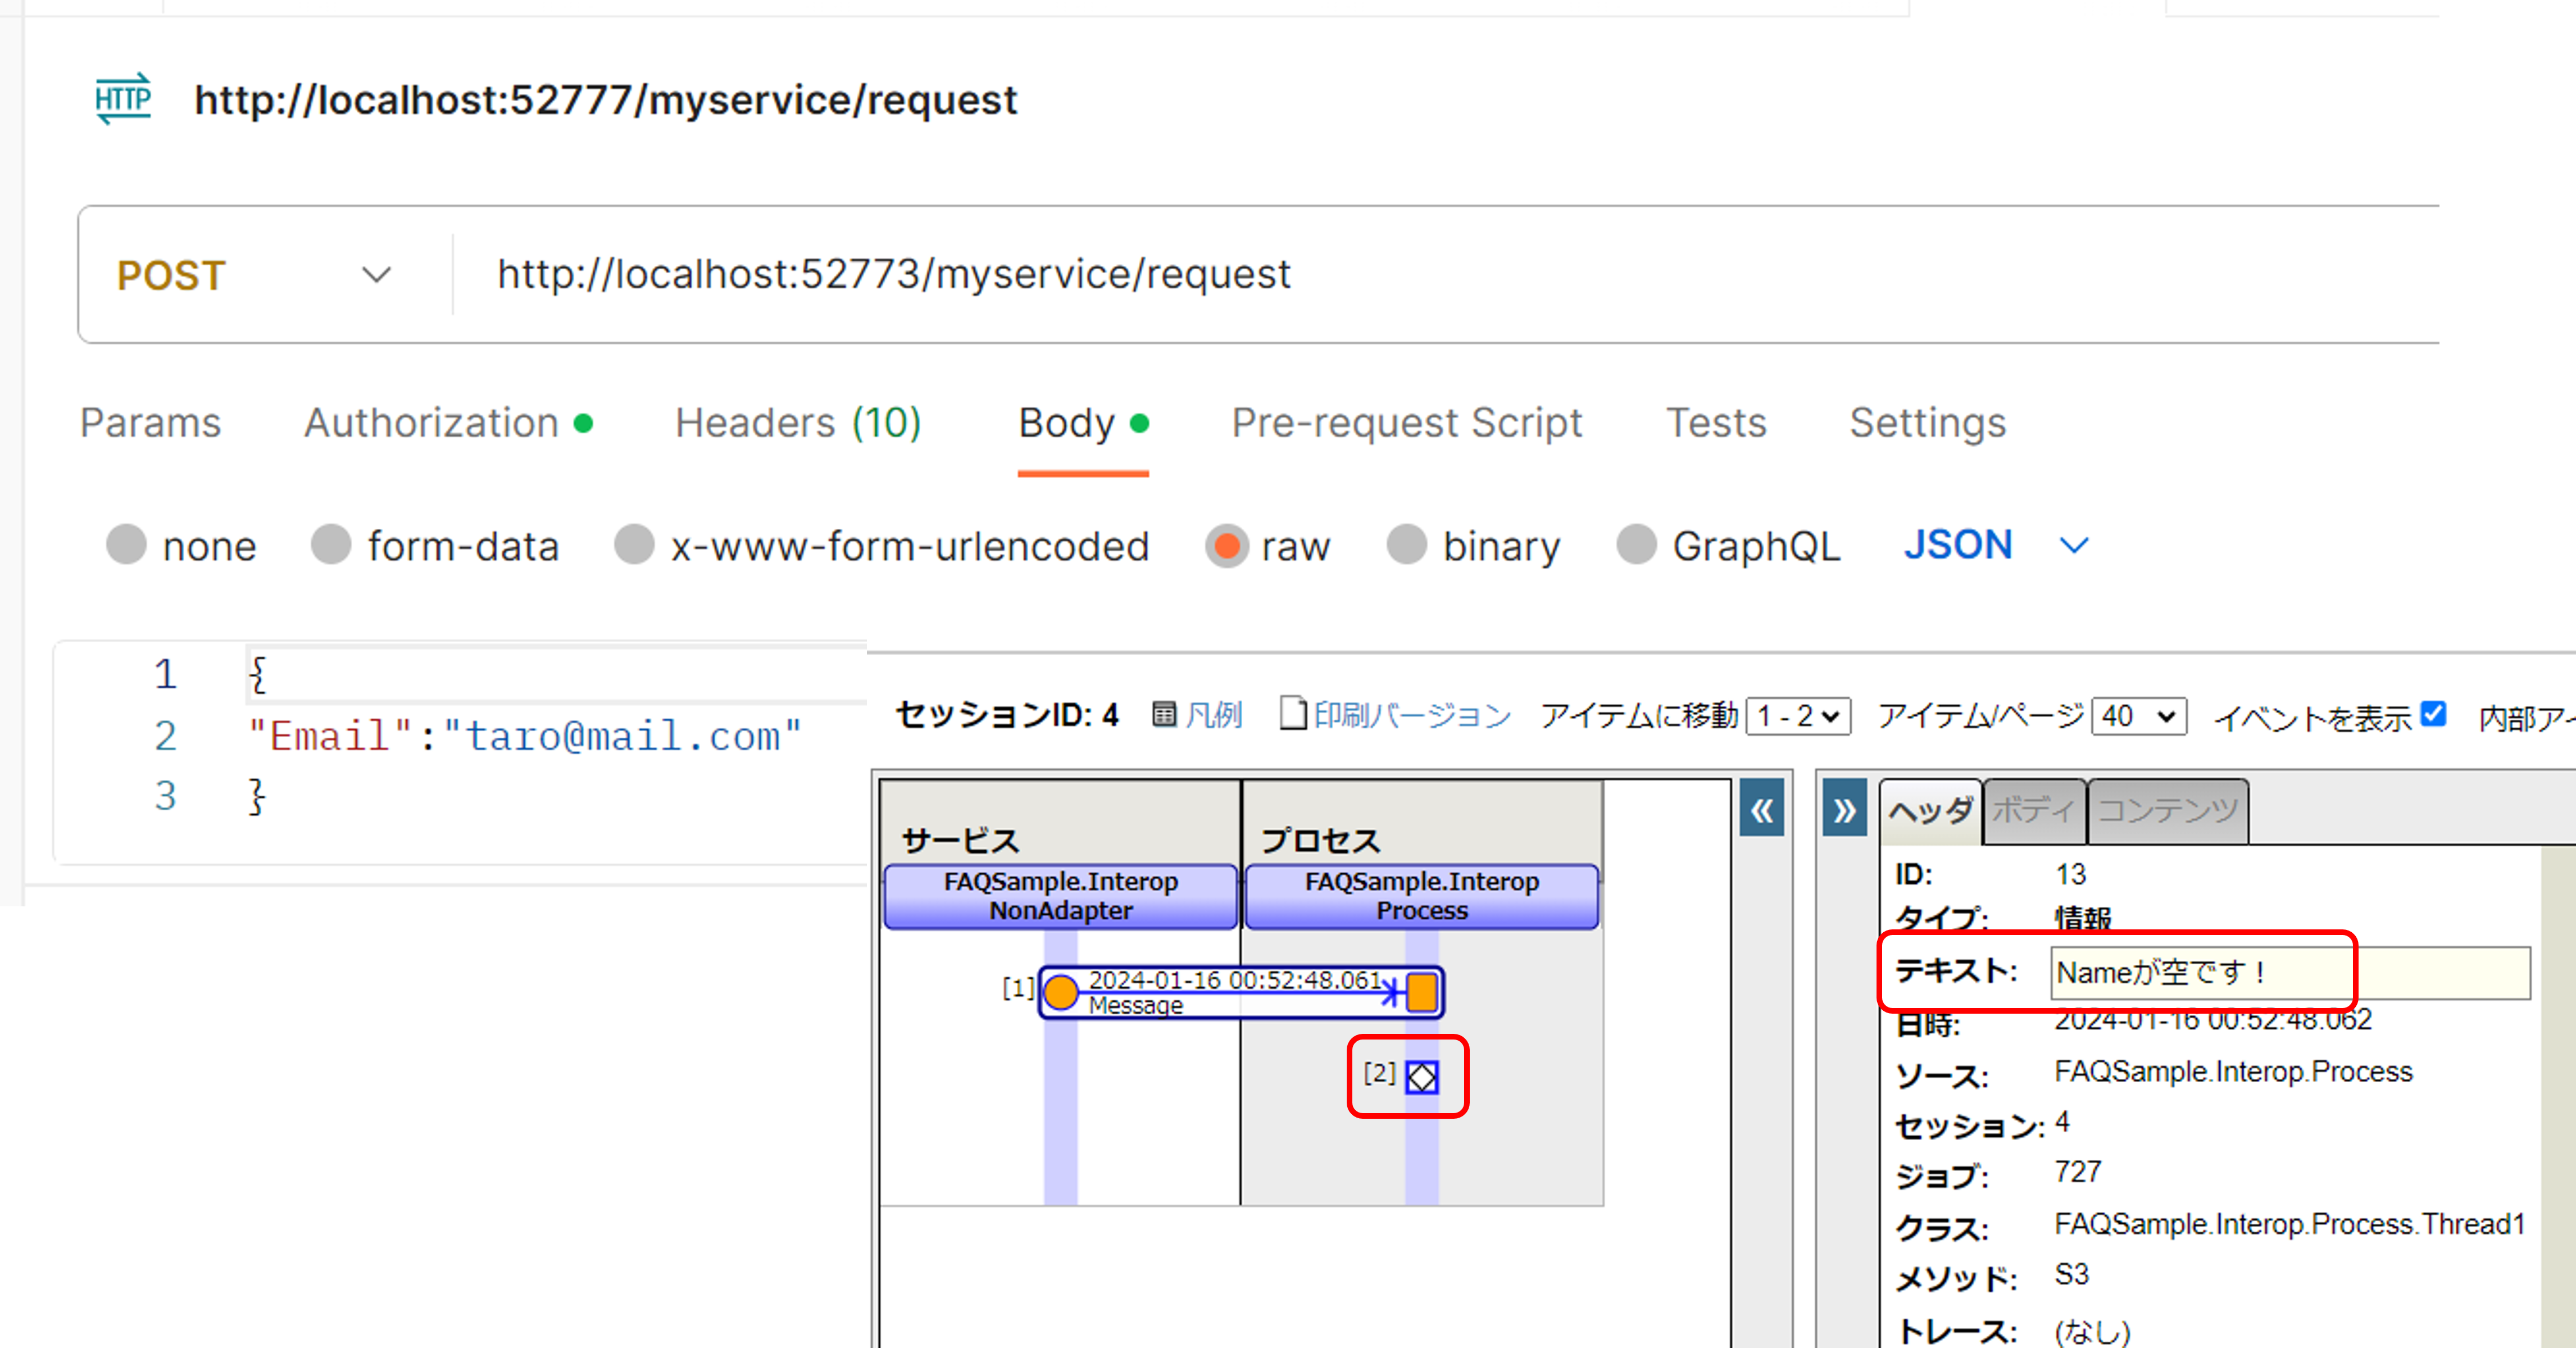 HTTP http://localhost:52777/myservice/request
POST http://localhost:52773/myservice/request
Params Authorization Headers (10) Body Pre-request Script Tests Settings
none form-data x-www-form-urlencoded raw binary GraphQL JSON
1 {
2 "Email":"taro@mail.com"
3 }
セッションID: 4 凡例 印刷バージョン アイテムに移動 1 - 2 アイテム/ページ 40 イベントを表示 内部アイ
サービス プロセス
FAQSample.Interop
NonAdapter
FAQSample.Interop
Process
[1] 2024-01-16 00:52:48.061
Message
[2]
« »
ヘッダ ボディ コンテンツ
ID: 13
タイプ: 情報
テキスト: Nameが空です！
日時: 2024-01-16 00:52:48.062
ソース: FAQSample.Interop.Process
セッション: 4
ジョブ: 727
クラス: FAQSample.Interop.Process.Thread1
メソッド: S3
トレース: (なし)